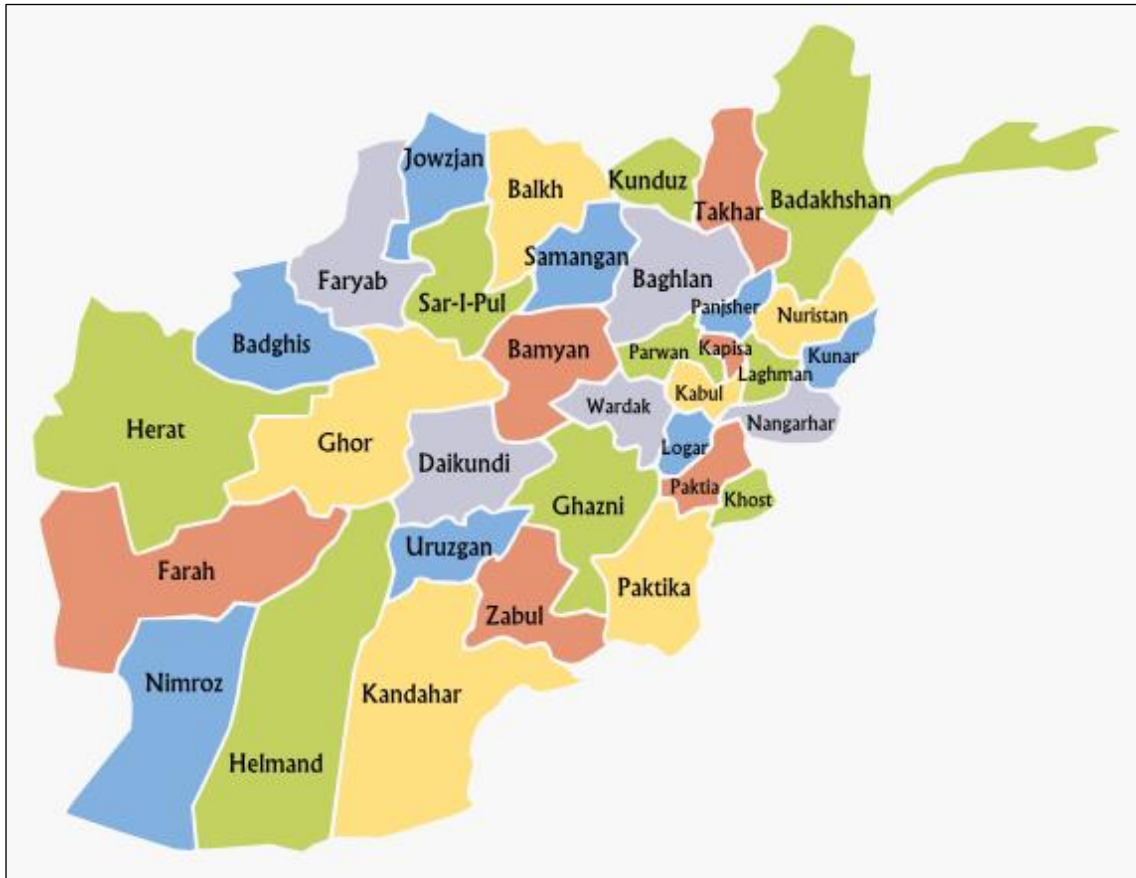 Jowzjan
Balkh
Kunduz
Takhar
Badakhshan
Faryab
Samangan
Baghlan
Sar-I-Pul
Panjsher
Nuristan
Badghis
Bamyan
Parwan
Kapisa
Kunar
Laghman
Kabul
Wardak
Nangarhar
Herat
Ghor
Daikundi
Logar
Paktia
Khost
Ghazni
Uruzgan
Farah
Zabul
Paktika
Nimroz
Kandahar
Helmand